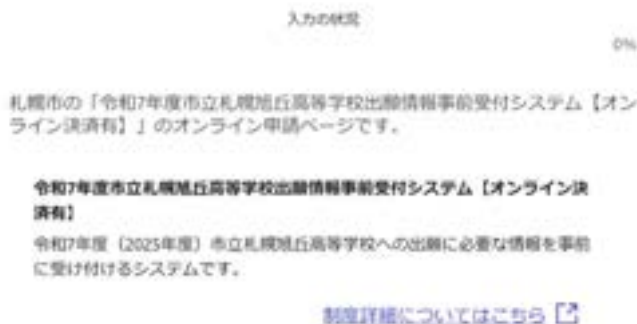 入力の状況
0%
札幌市の「令和7年度市立札幌旭丘高等学校出願情報事前受付システム【オン
ライン決済有】」のオンライン申請ページです。
令和7年度市立札幌旭丘高等学校出願情報事前受付システム【オンライン決
済有】
令和7年度（2025年度）市立札幌旭丘高等学校への出願に必要な情報を事前
に受け付けるシステムです。
制度詳細についてはこちら